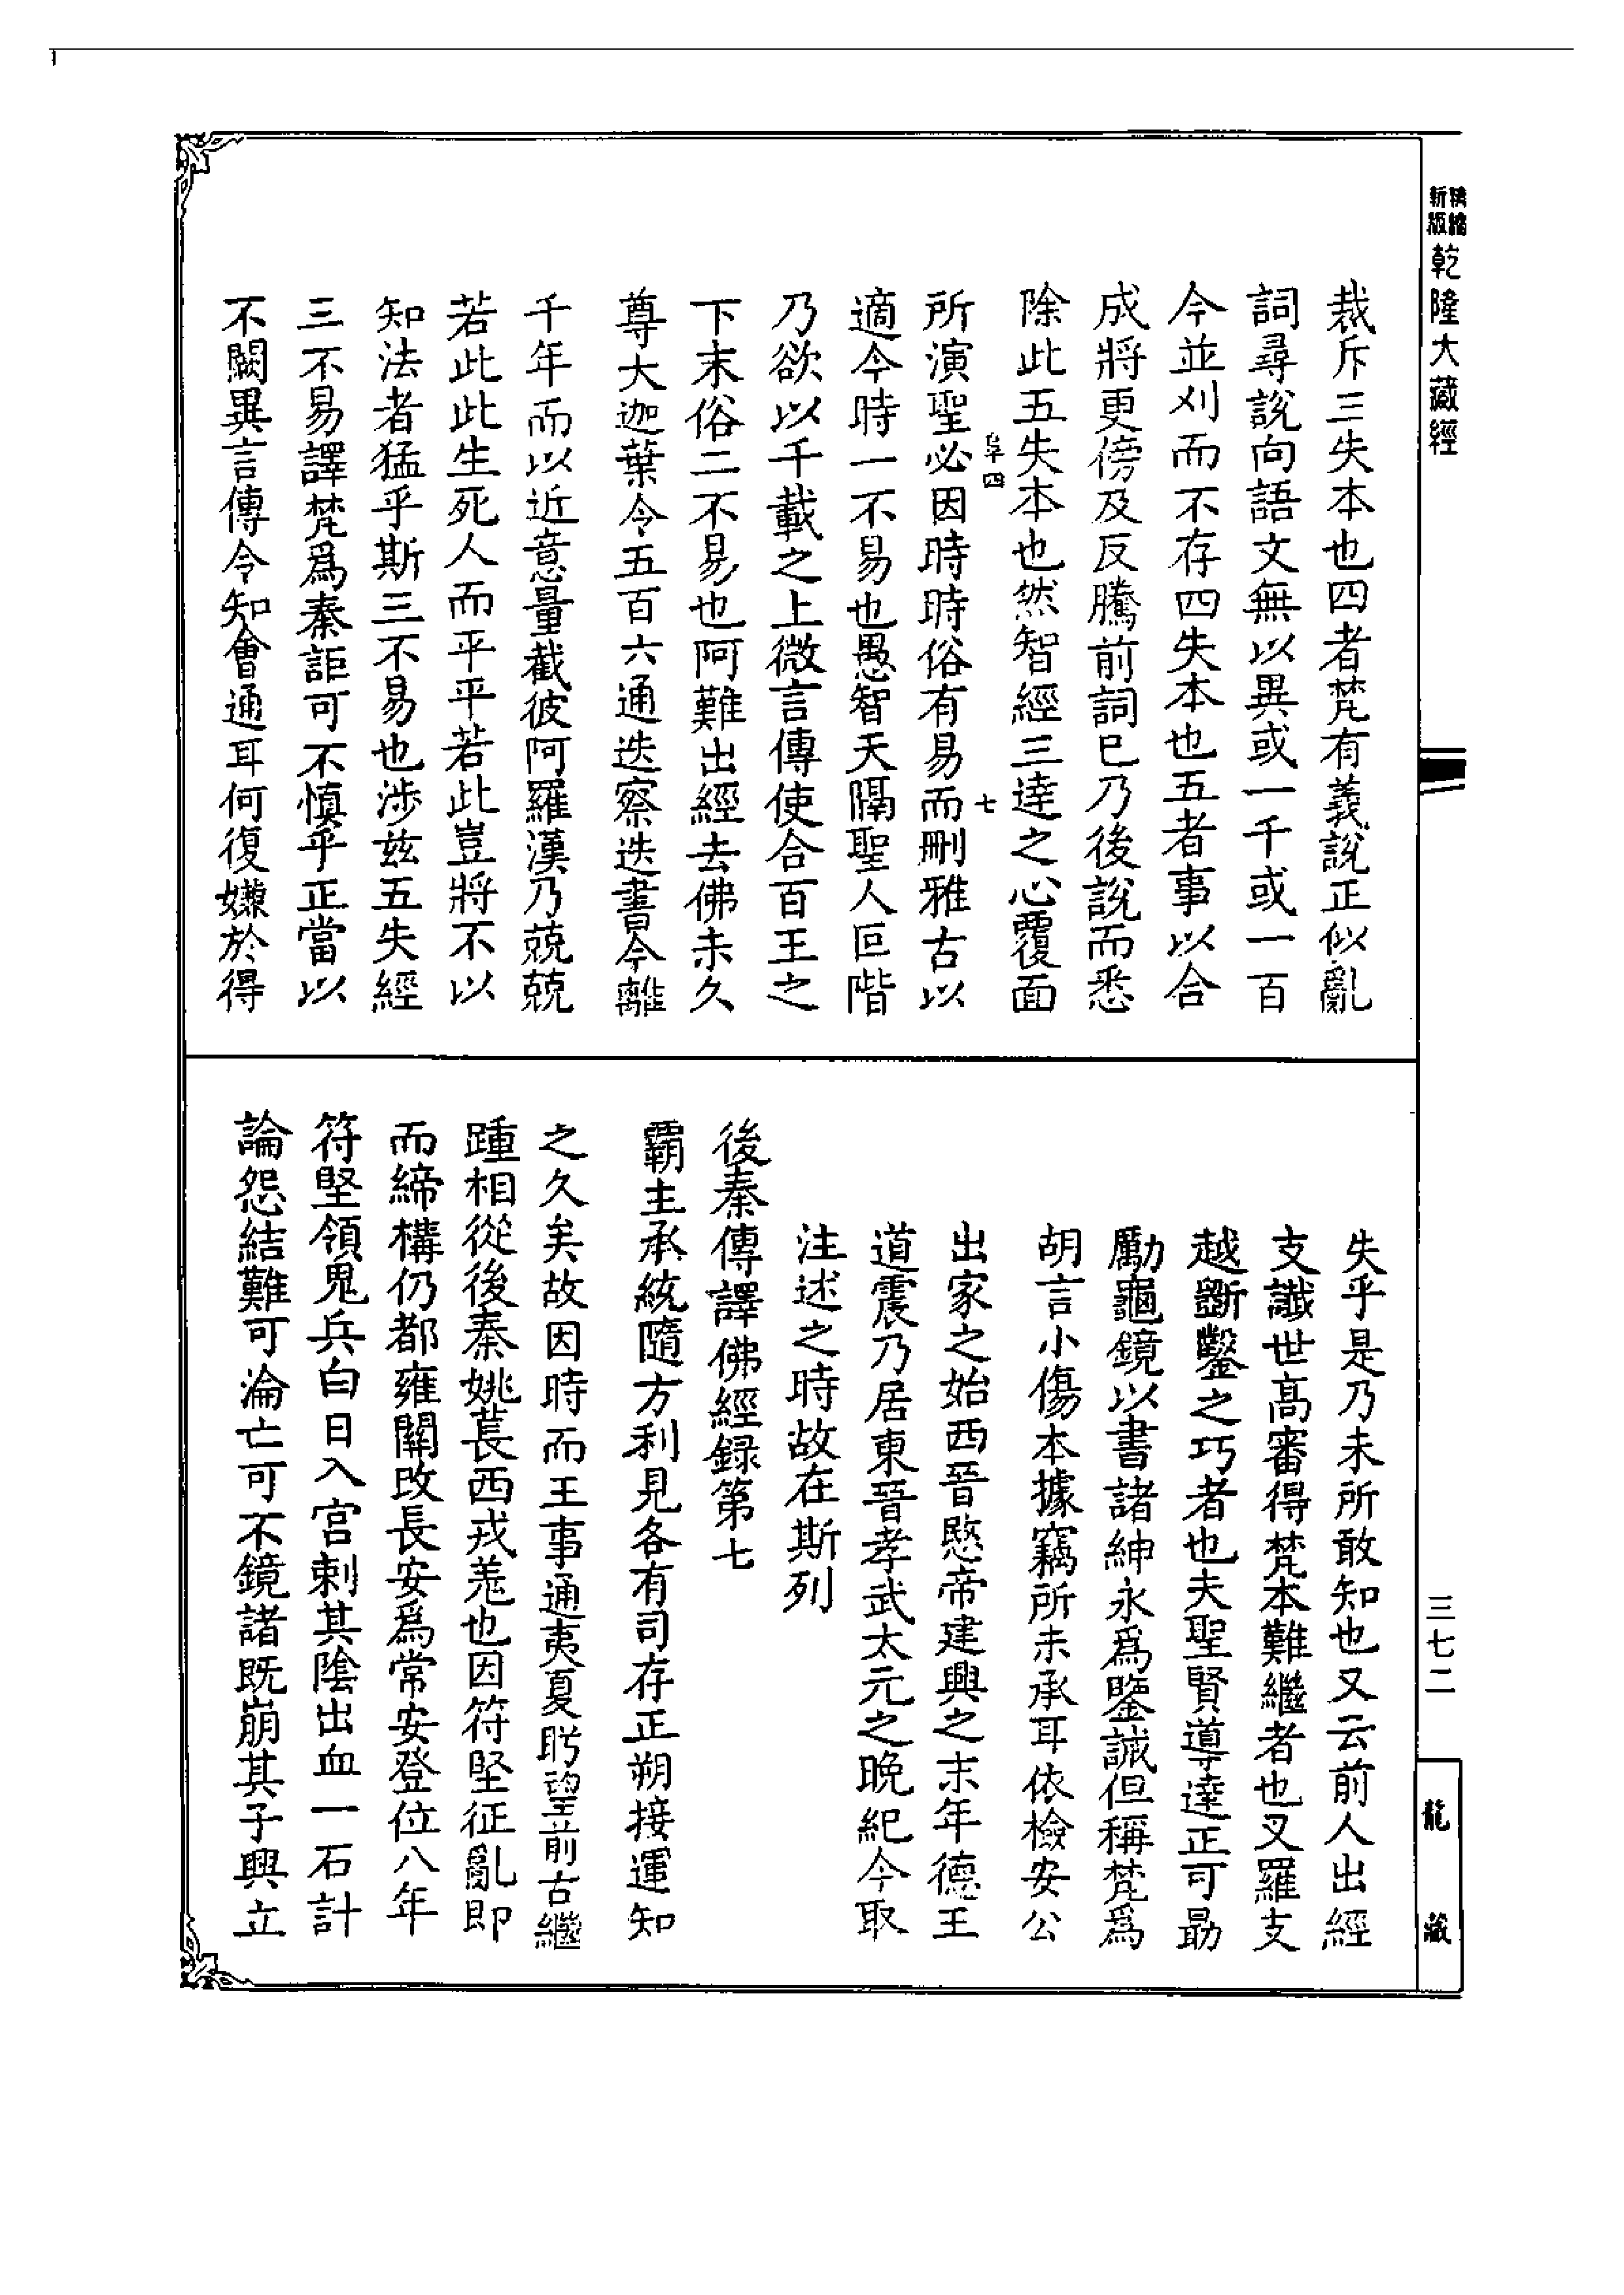 精縮新版 乾隆大藏經
裁斥三失本也四者梵有義說正似亂
詞尋說向語文無以異或一千或一百
今並刈而不存四失本也五者事以合
成將更傍及反騰前詞已乃後說而悉
除此五失本也然智經三達之心覆面
阜四 七
所演聖必因時時俗有易而刪雅古以
適今時一不易也愚智天隔聖人叵階
乃欲以千載之上微言傳使合百王之
下末俗二不易也阿難出經去佛未久
尊大迦葉令五百六通迭察迭書今離
千年而以近意量截彼阿羅漢乃兢兢
若此此生死人而平平若此豈將不以
知法者猛乎斯三不易也涉茲五失經
三不易譯梵爲秦詎可不慎乎正當以
不關異言傳令知會通耳何復嫌於得
失乎是乃未所敢知也又云前人出經
支讖世高審得梵本難繼者也叉羅支
越斷鑿之巧者也夫聖賢導達正可勗
勵龜鏡以書諸紳永爲鑒誡但稱梵爲
胡言小傷本據竊所未承耳依檢安公
出家之始西晉愍帝建興之末年德王
道震乃居東晉孝武太元之晚紀今取
注述之時故在斯列
後秦傳譯佛經録第七
霸主承統隨方利見各有司存正朔接運知
之久矣故因時而王事通夷夏眄望前古繼
踵相從後秦姚萇西戎羌也因符堅征亂即
而締構仍都雍關改長安爲常安登位八年
符堅領鬼兵白日入宮刺其陰出血一石計
論怨結難可淪亡可不鏡諸既崩其子興立
三七二
龍藏